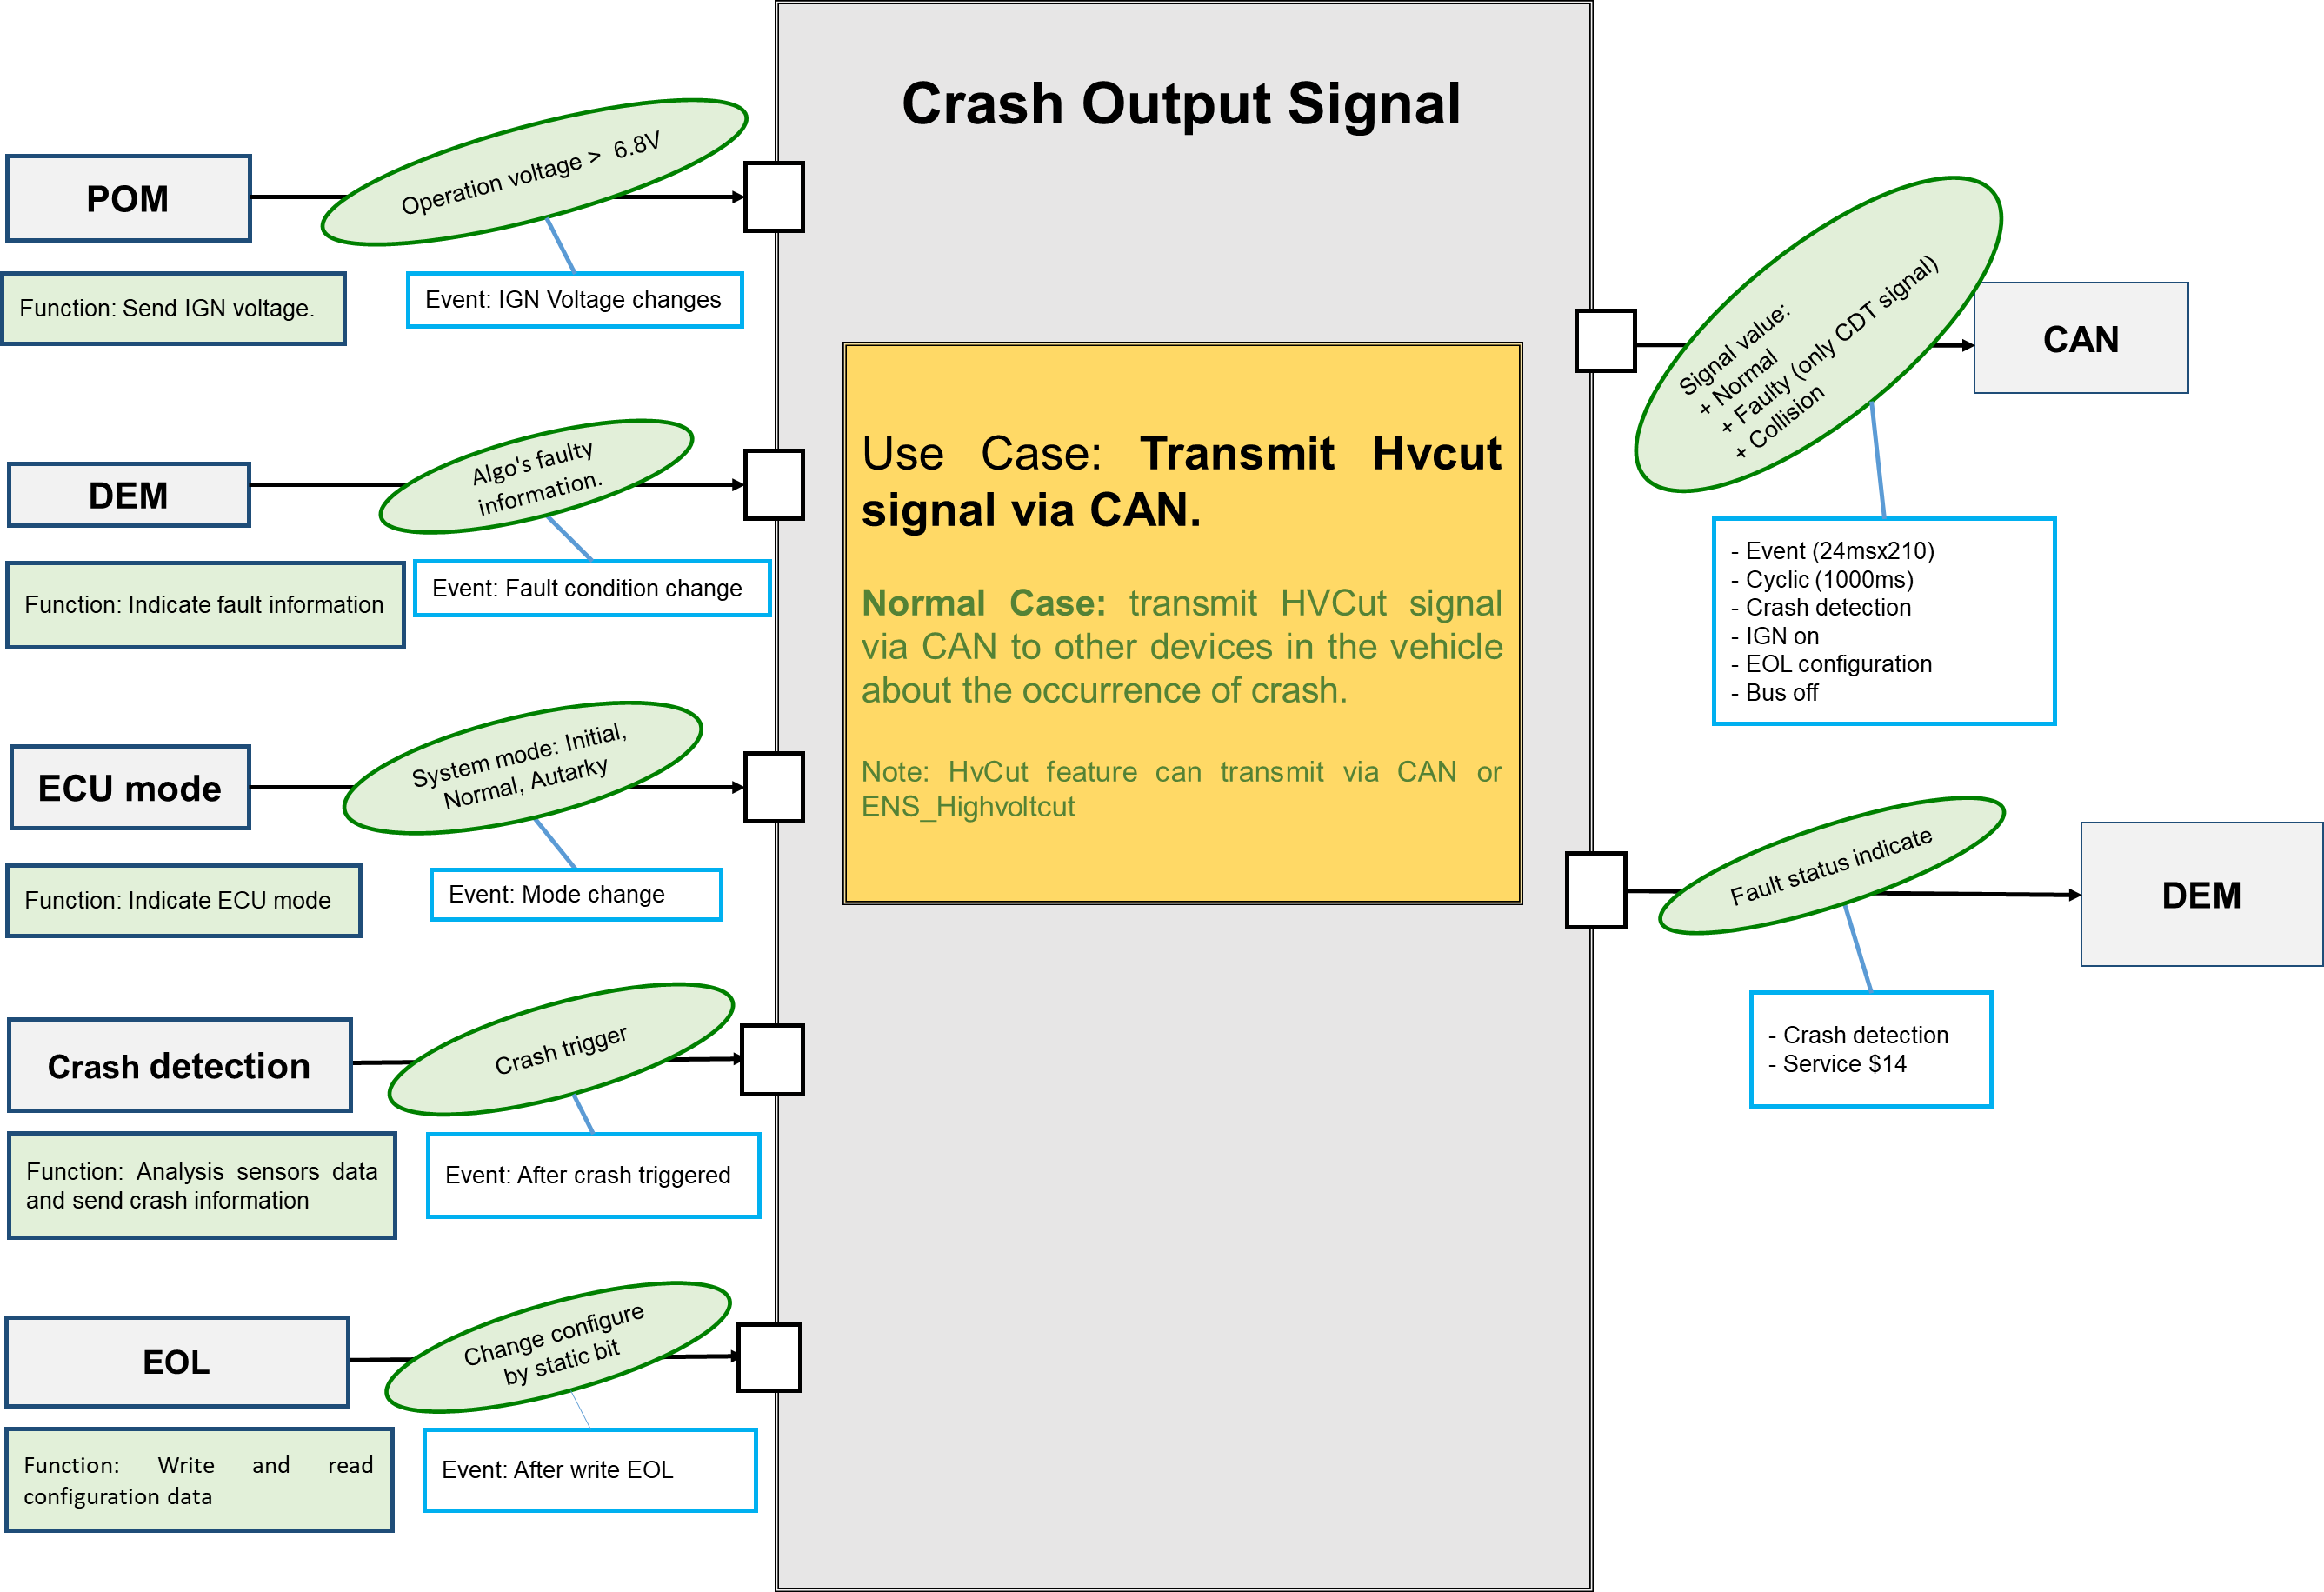 Crash Output Signal
POM
Operation voltage > 6.8V
Function: Send IGN voltage.
Event: IGN Voltage changes
DEM
Algo's faulty
information.
Function: Indicate fault information
Event: Fault condition change
ECU mode
System mode: Initial,
Normal, Autarky
Function: Indicate ECU mode
Event: Mode change
Crash detection
Crash trigger
Function: Analysis sensors data
and send crash information
Event: After crash triggered
EOL
Change configure
by static bit
Function: Write and read
configuration data
Event: After write EOL
Use Case: Transmit Hvcut
signal via CAN.
Normal Case: transmit HVCut signal
via CAN to other devices in the vehicle
about the occurrence of crash.
Note: HvCut feature can transmit via CAN or
ENS_Highvoltcut
Signal value:
+ Normal
+ Faulty (only CDT signal)
+ Collision
CAN
- Event (24msx210)
- Cyclic (1000ms)
- Crash detection
- IGN on
- EOL configuration
- Bus off
Fault status indicate
DEM
- Crash detection
- Service $14